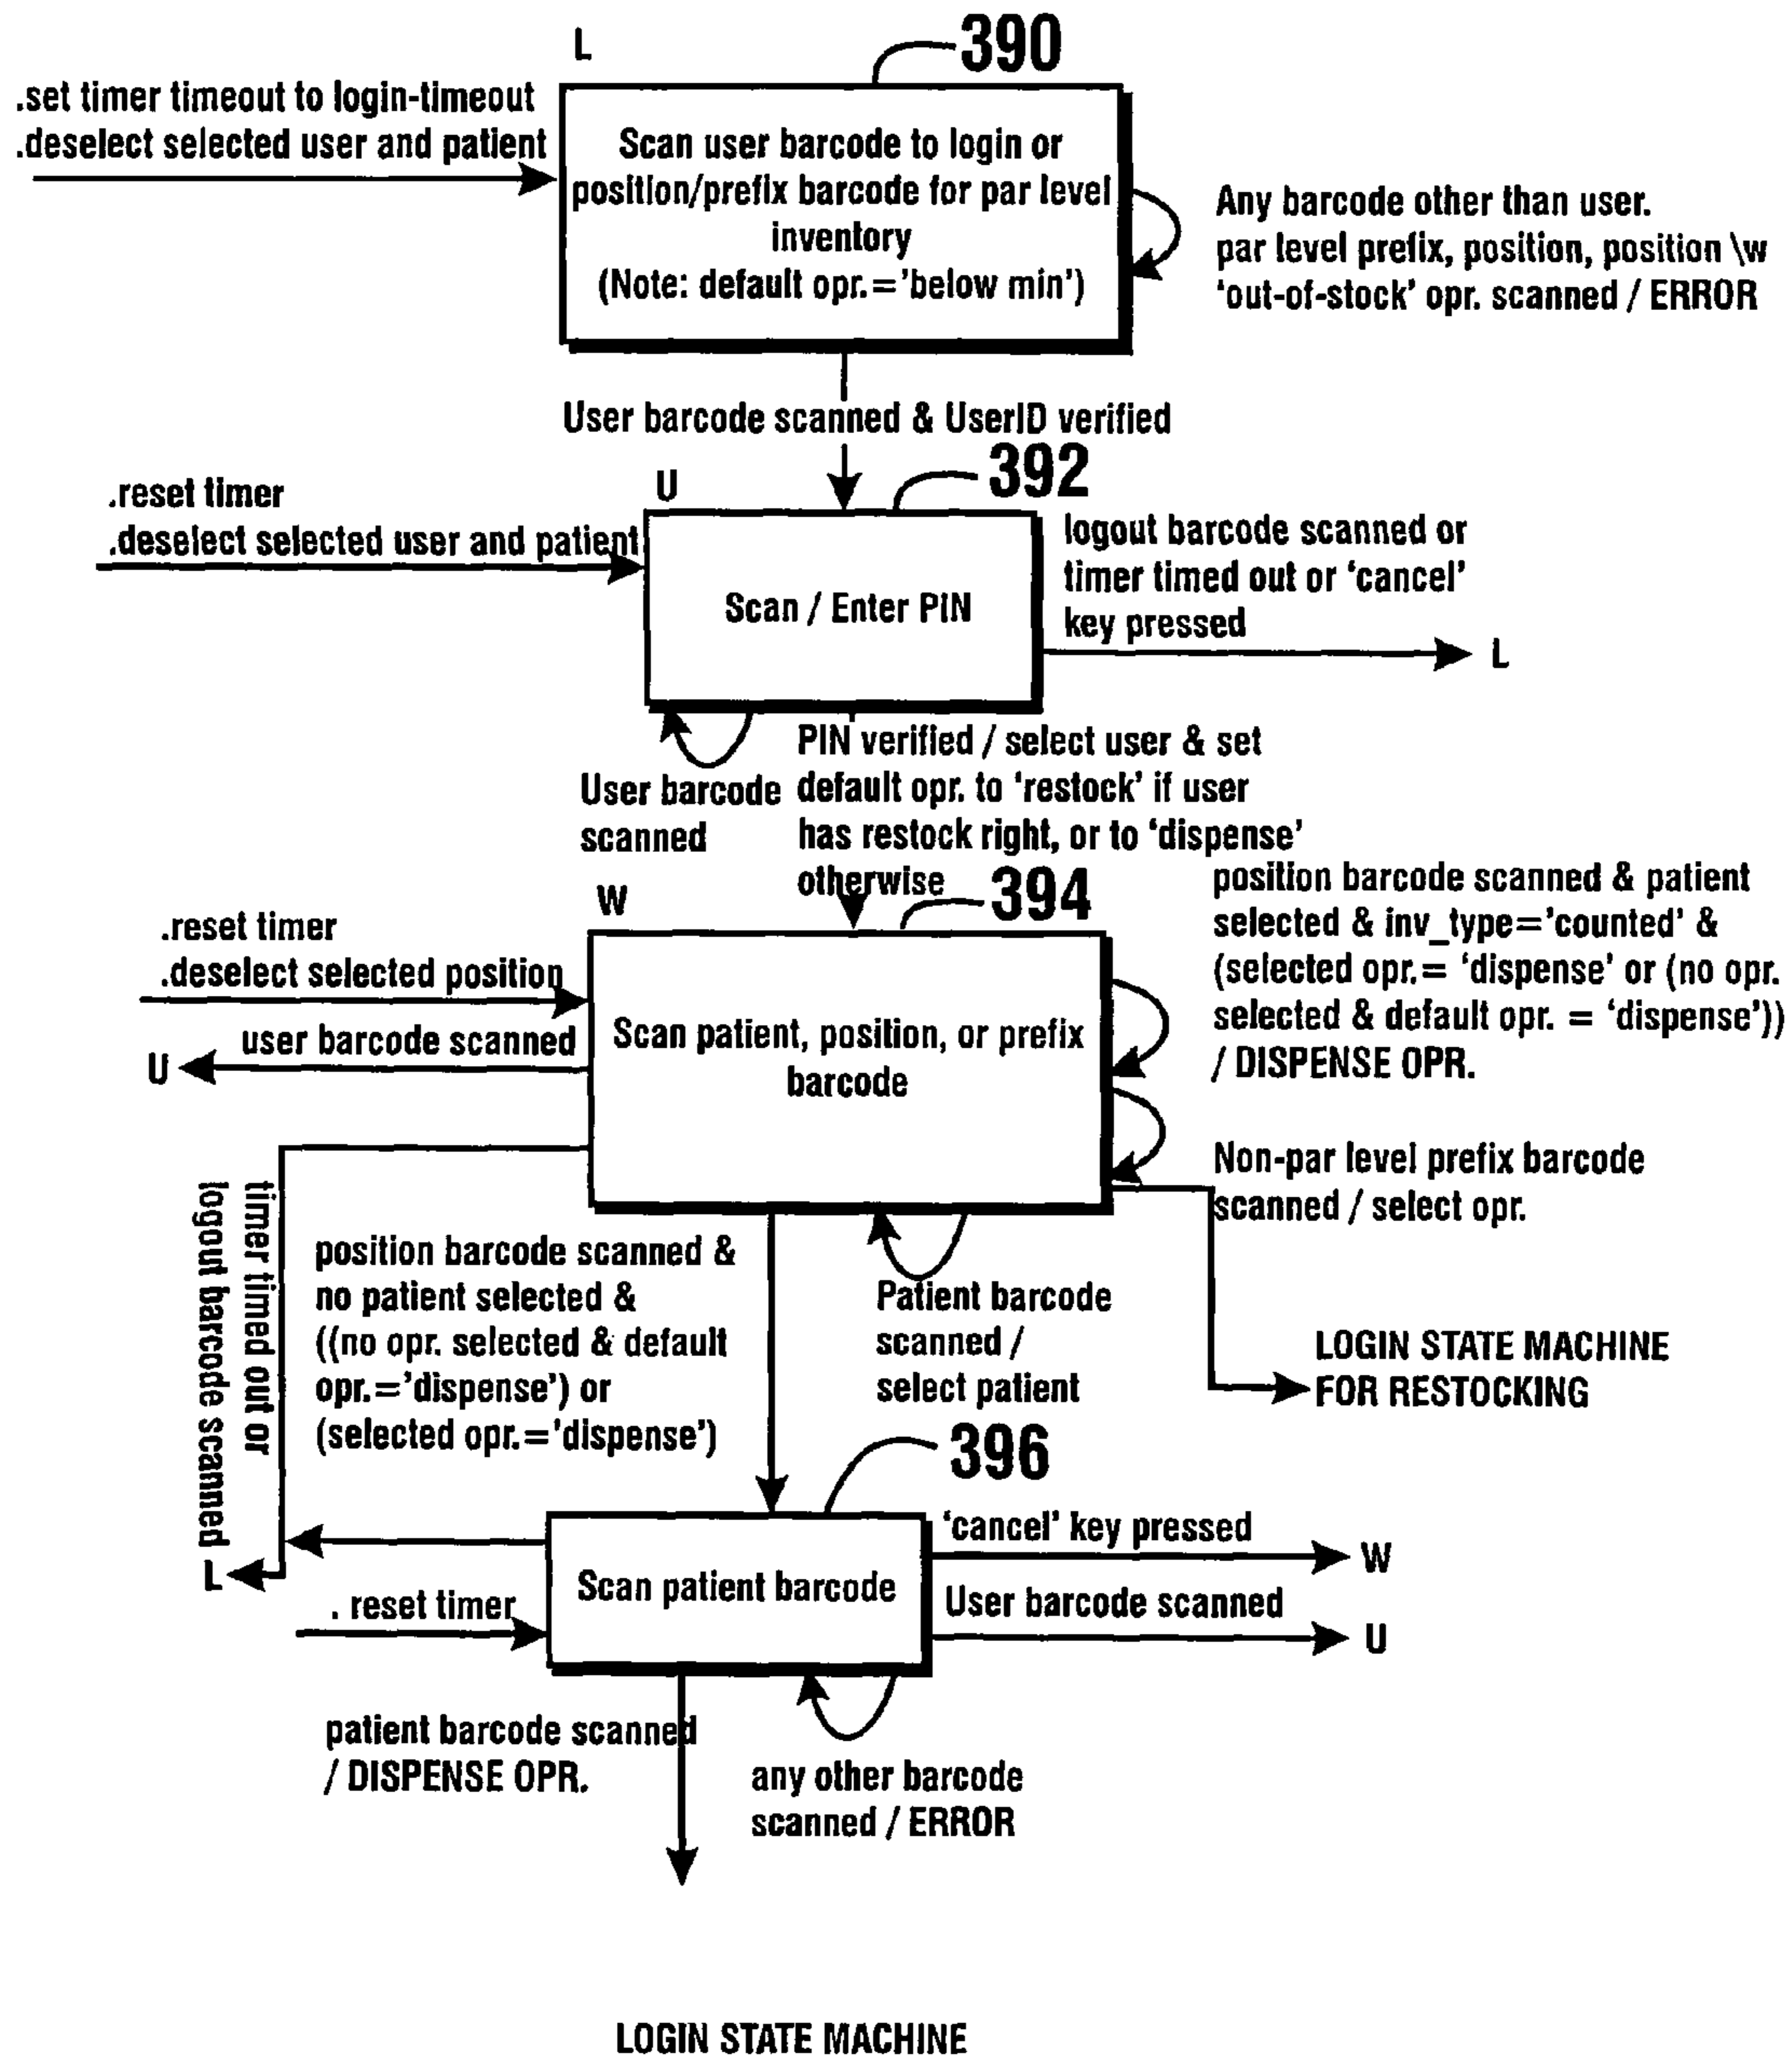 L
390
.set timer timeout to login-timeout
.deselect selected user and patient
Scan user barcode to login or
position/prefix barcode for par level
inventory
(Note: default opr.='below min')
Any barcode other than user.
par level prefix, position, position \w
'out-of-stock' opr. scanned / ERROR
User barcode scanned & UserID verified
U
392
.reset timer
.deselect selected user and patient
Scan / Enter PIN
logout barcode scanned or
timer timed out or 'cancel'
key pressed
L
User barcode
scanned
PIN verified / select user & set
default opr. to 'restock' if user
has restock right, or to 'dispense'
otherwise
W
394
.reset timer
.deselect selected position
user barcode scanned
U
Scan patient, position, or prefix
barcode
position barcode scanned & patient
selected & inv_type='counted' &
(selected opr.= 'dispense' or (no opr.
selected & default opr. = 'dispense'))
/ DISPENSE OPR.
Non-par level prefix barcode
scanned / select opr.
timer tiimed out or
logout barcode scanned
L
position barcode scanned &
no patient selected &
((no opr. selected & default
opr.='dispense') or
(selected opr.='dispense')
Patient barcode
scanned /
select patient
LOGIN STATE MACHINE
FOR RESTOCKING
396
Scan patient barcode
'cancel' key pressed
W
User barcode scanned
U
. reset timer
patient barcode scanned
/ DISPENSE OPR.
any other barcode
scanned / ERROR
LOGIN STATE MACHINE